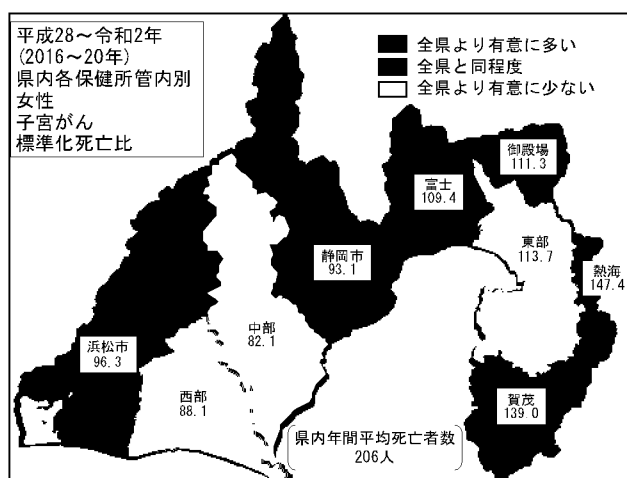 平成28～令和2年
(2016～20年)
県内各保健所管内別
女性
子宮がん
標準化死亡比
全県より有意に多い
全県と同程度
全県より有意に少ない
御殿場
111.3
富士
109.4
東部
113.7
熱海
147.4
静岡市
93.1
中部
82.1
浜松市
96.3
西部
88.1
賀茂
139.0
県内年間平均死亡者数
206人